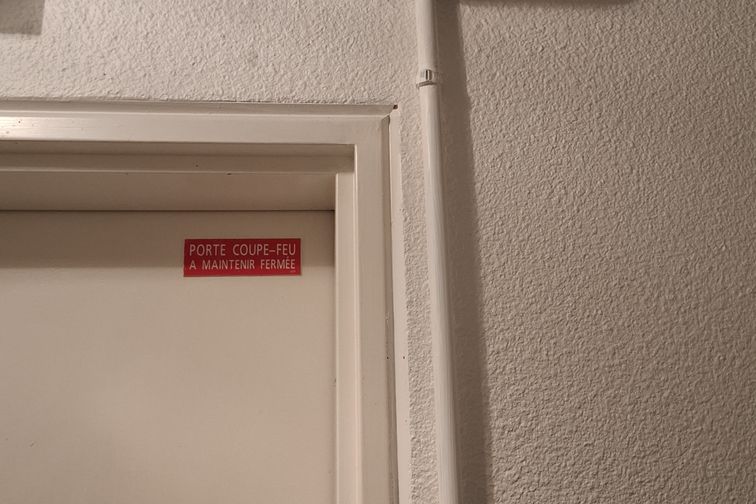 PORTE COUPE-FEU
A MAINTENIR FERMÉE